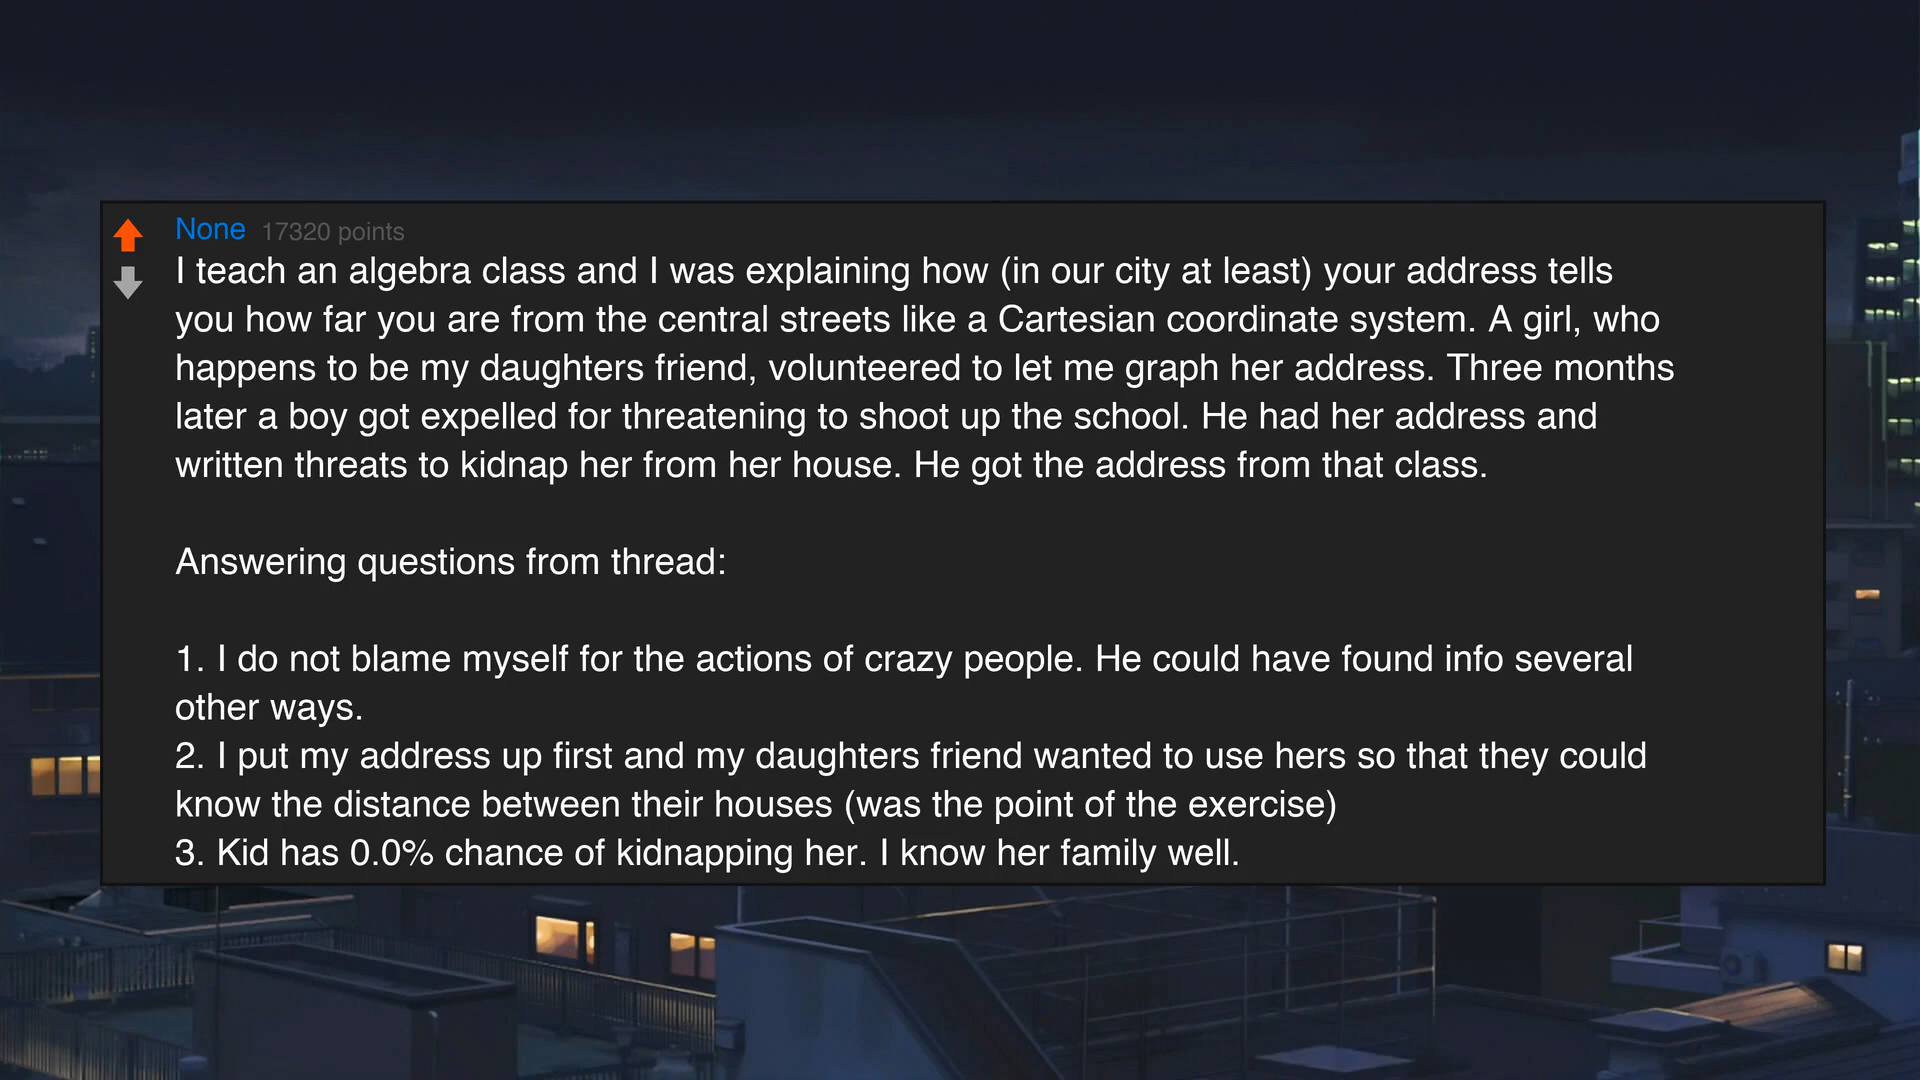 None 17320 points
I teach an algebra class and I was explaining how (in our city at least) your address tells
you how far you are from the central streets like a Cartesian coordinate system. A girl, who
happens to be my daughters friend, volunteered to let me graph her address. Three months
later a boy got expelled for threatening to shoot up the school. He had her address and
written threats to kidnap her from her house. He got the address from that class.
Answering questions from thread:
1. I do not blame myself for the actions of crazy people. He could have found info several
other ways.
2. I put my address up first and my daughters friend wanted to use hers so that they could
know the distance between their houses (was the point of the exercise)
3. Kid has 0.0% chance of kidnapping her. I know her family well.